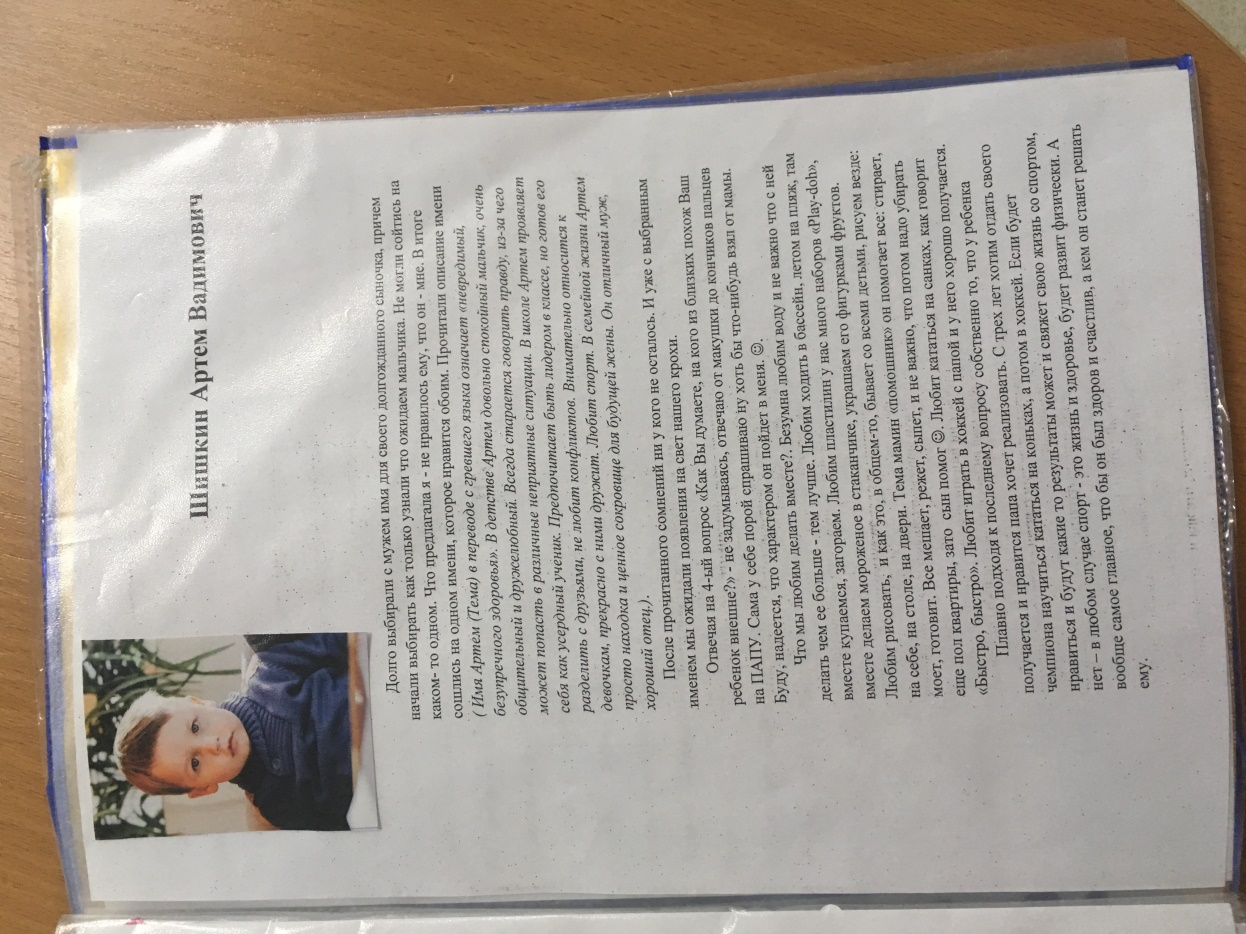 Шишкин Артем Вадимович
Долго выбирали с мужем имя для своего долгожданного сыночка, причем
начали выбирать как только узнали что ожидаем мальчика. Не могли сойтись на
каком- то одном. Что предлагала я - не нравилось ему, что он - мне. В итоге
сошлись на одном имени, которое нравится обоим. Прочитали описание имени
( Имя Артем (Тема) в переводе с гревшего языка означает «невредимый,
безупречного здоровья». В детстве Артем довольно спокойный мальчик, очень
общительный и дружелюбный. Всегда старается говорить правду, из-за чего
может попасть в различные неприятные ситуации. В школе Артем проявляет
себя как усердный ученик. Предпочитает быть лидером в классе, но готов его
разделить с друзьями, не любит конфликтов. Внимательно относится к
девочкам, прекрасно с ними дружит. Любит спорт. В семейной жизни Артем
просто находка и ценное сокровище для будущей жены. Он отличный муж,
хороший отец,).
После прочитанного сомнений ни у кого не осталось. И уже с выбранным
именем мы ожидали появления на свет нашего крохи.
Отвечая на 4-ый вопрос «Как Вы думаете, на кого из близких похож Ваш
ребенок внешне?» - не задумываясь, отвечаю от макушки до кончиков пальцев
на ПАПУ. Сама у себе порой спрашиваю ну хоть бы что-нибудь взял от мамы.
Буду, надеется, что характером он пойдет в меня. ☺.
Что мы любим делать вместе?. Безумна любим воду и не важно что с ней
делать чем ее больше - тем лучше. Любим ходить в бассейн, летом на пляж, там
вместе купаемся, загораем. Любим пластилин у нас много наборов «Play-doh»,
вместе делаем мороженое в стаканчике, украшаем его фигурками фруктов.
Любим рисовать, и как это, в общем-то, бывает со всеми детьми, рисуем везде:
на себе, на столе, на двери. Тема мамин «помошник» он помогает все: стирает,
моет, готовит. Все мешает, режет, сыпет, и не важно, что потом надо убирать
еще пол квартиры, зато сын помог ☺. Любит кататься на санках, как говорит
«Быстро, быстро». Любит играть в хоккей с папой и у него хорошо получается.
Плавно подходя к последнему вопросу собственно то, что у ребенка
получается и нравится папа хочет реализовать. С трех лет хотим отдать своего
чемпиона научиться кататься на коньках, а потом в хоккей. Если будет
нравиться и будут какие то результаты может и свяжет свою жизнь со спортом,
нет – в любом случае спорт - это жизнь и здоровье, будет развит физически. А
вообще самое главное, что бы он был здоров и счастлив, а кем он станет решать
ему.